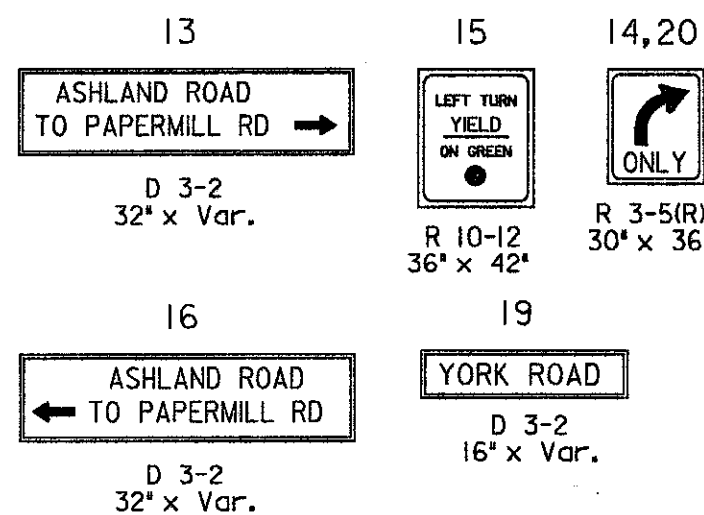 13
ASHLAND ROAD
TO PAPERMILL RD
D 3-2
32" x Var.
15
LEFT TURN
YIELD
ON GREEN
R 10-12
36" x 42"
14,20
ONLY
R 3-5(R)
30" x 36
16
ASHLAND ROAD
TO PAPERMILL RD
D 3-2
32" x Var.
19
YORK ROAD
D 3-2
16" x Var.